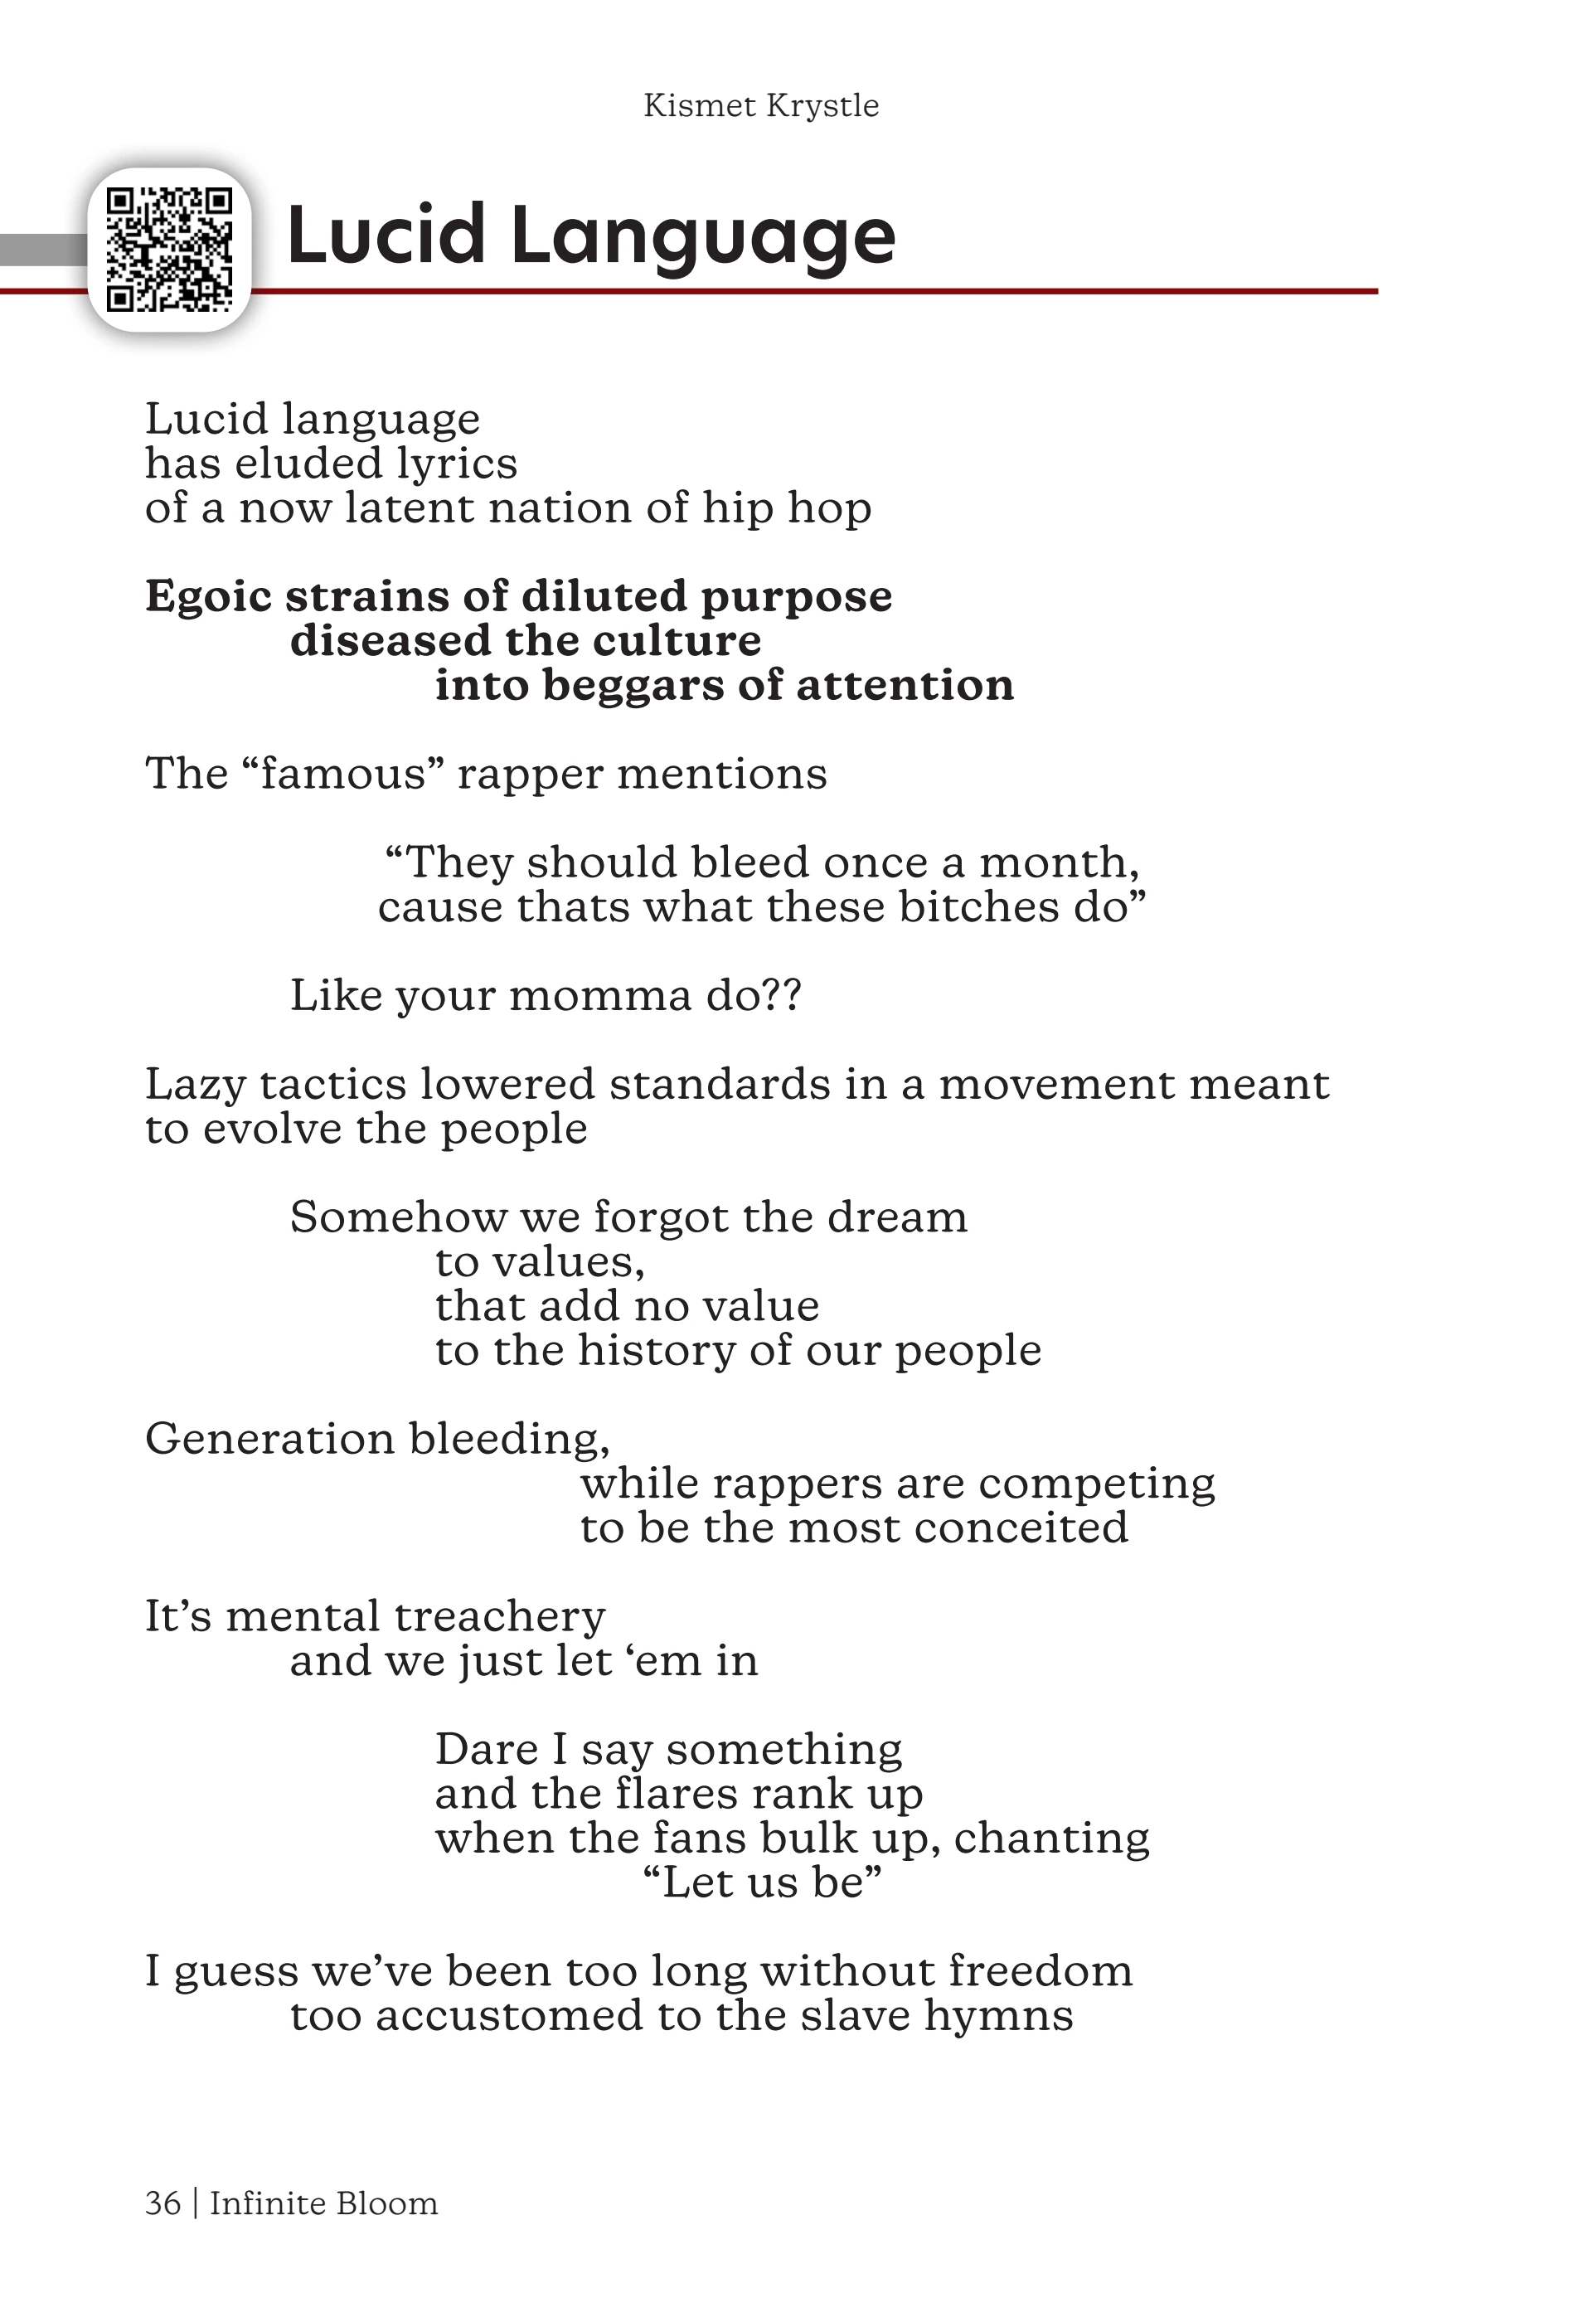 Kismet Krystle
Lucid Language
Lucid language
has eluded lyrics
of a now latent nation of hip hop
Egoic strains of diluted purpose
diseased the culture
into beggars of attention
The “famous” rapper mentions
“They should bleed once a month,
cause thats what these bitches do”
Like your momma do??
Lazy tactics lowered standards in a movement meant
to evolve the people
Somehow we forgot the dream
to values,
that add no value
to the history of our people
Generation bleeding,
while rappers are competing
to be the most conceited
It’s mental treachery
and we just let ‘em in
Dare I say something
and the flares rank up
when the fans bulk up, chanting
“Let us be”
I guess we’ve been too long without freedom
too accustomed to the slave hymns
36 | Infinite Bloom